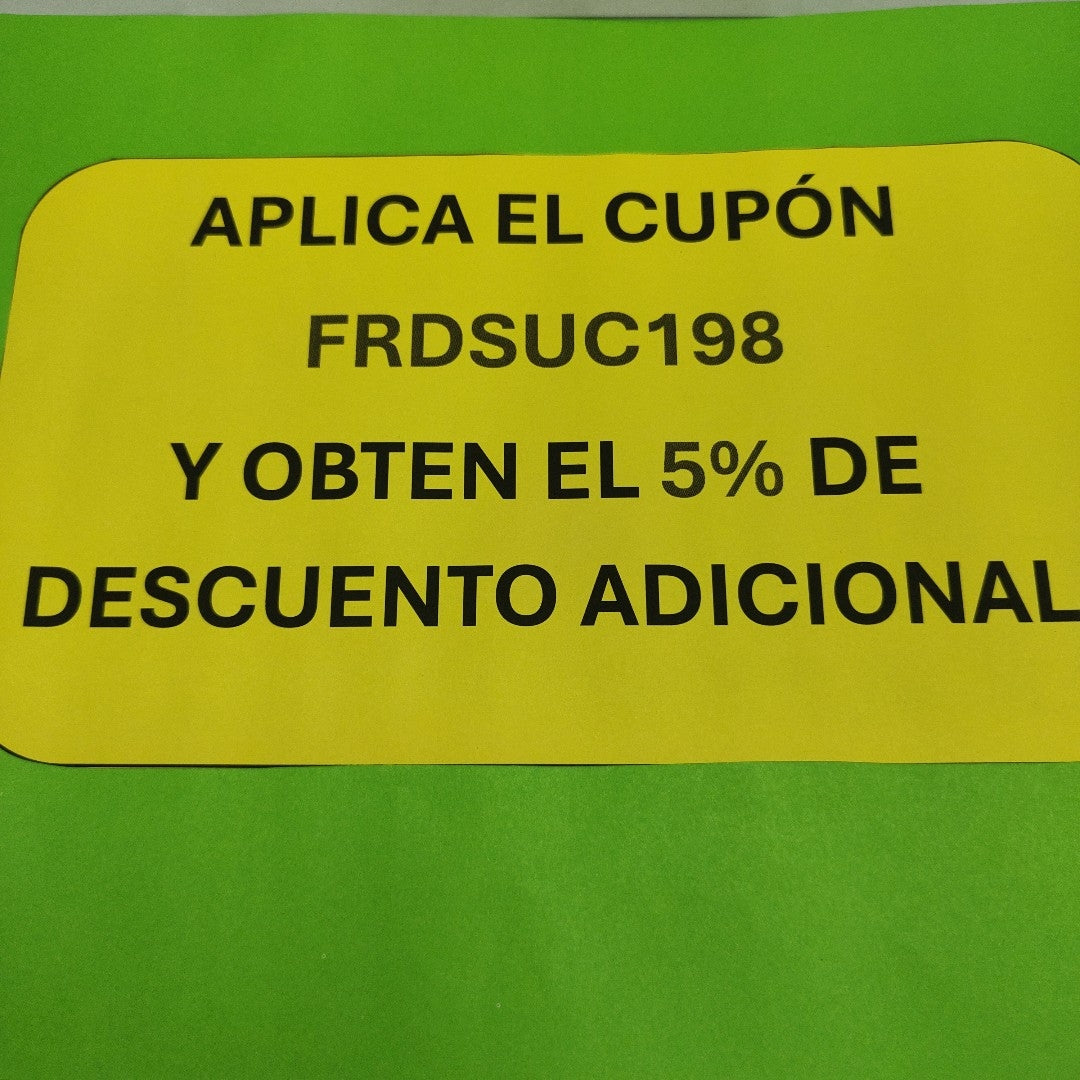 APLICA EL CUPÓN
FRDSUC198
Y OBTEN EL 5% DE
DESCUENTO ADICIONAL